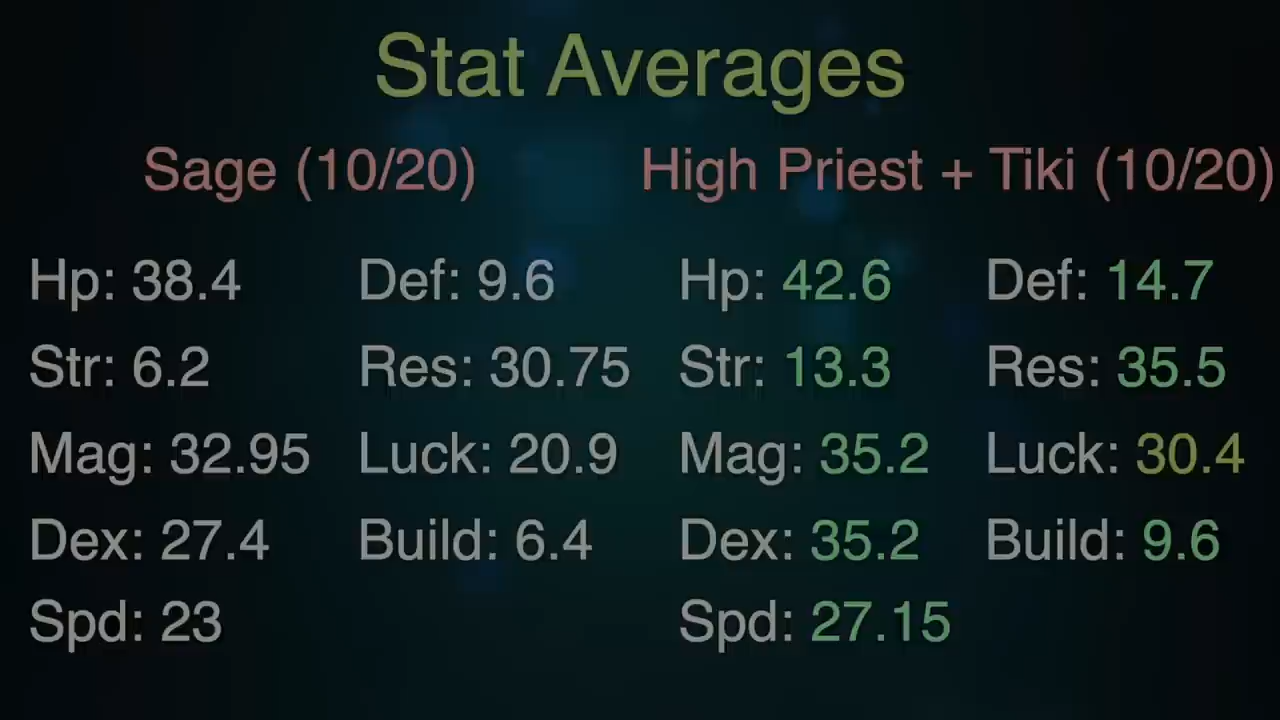 Stat Averages
Sage (10/20)
Hp: 38.4 Def: 9.6
Str: 6.2 Res: 30.75
Mag: 32.95 Luck: 20.9
Dex: 27.4 Build: 6.4
Spd: 23
High Priest + Tiki (10/20)
Hp: 42.6 Def: 14.7
Str: 13.3 Res: 35.5
Mag: 35.2 Luck: 30.4
Dex: 35.2 Build: 9.6
Spd: 27.15